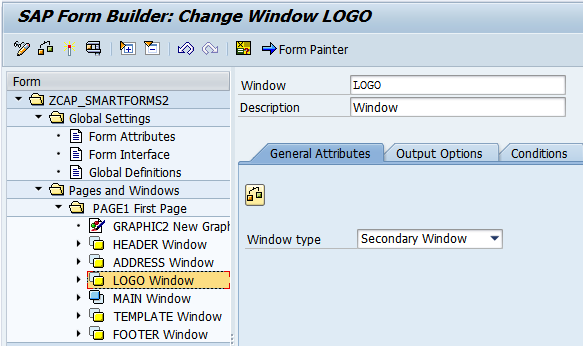 SAP Form Builder: Change Window LOGO
Form Painter
Form
ZCAP_SMARTFORMS2
Global Settings
Form Attributes
Form Interface
Global Definitions
Pages and Windows
PAGE1 First Page
GRAPHIC2 New Graph
HEADER Window
ADDRESS Window
LOGO Window
MAIN Window
TEMPLATE Window
FOOTER Window
Window LOGO
Description Window
General Attributes Output Options Conditions
Window type Secondary Window